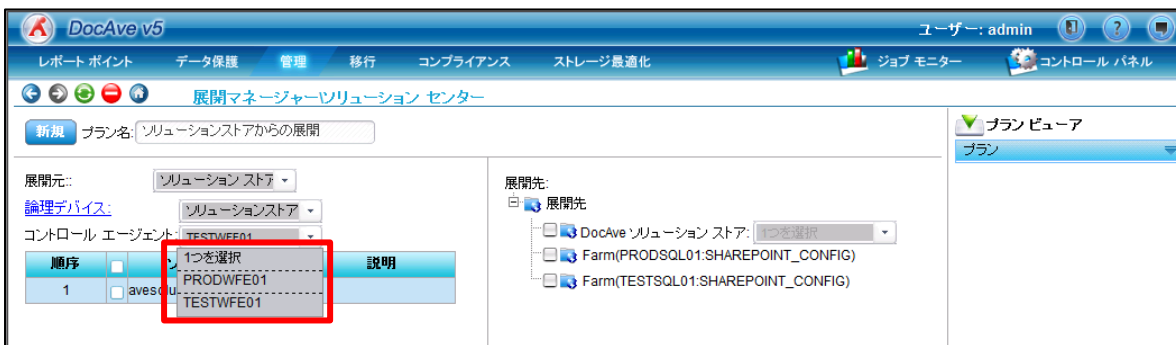 DocAve v5
ユーザー: admin
レポート ポイント データ保護 管理 移行 コンプライアンス ストレージ最適化 ジョブ モニター コントロール パネル
展開マネージャー\ソリューション センター
新規 プラン名: ソリューションストアからの展開
プラン ビューア
プラン
展開元::
ソリューション ストア
論理デバイス:
ソリューションストア
コントロール エージェント:
TESTWFE01
1つを選択
PRODWFE01
TESTWFE01
順序 説明
1
展開先:
展開先
DocAve ソリューション ストア: 1つを選択
Farm(PRODSQL01:SHAREPOINT_CONFIG)
Farm(TESTSQL01:SHAREPOINT_CONFIG)